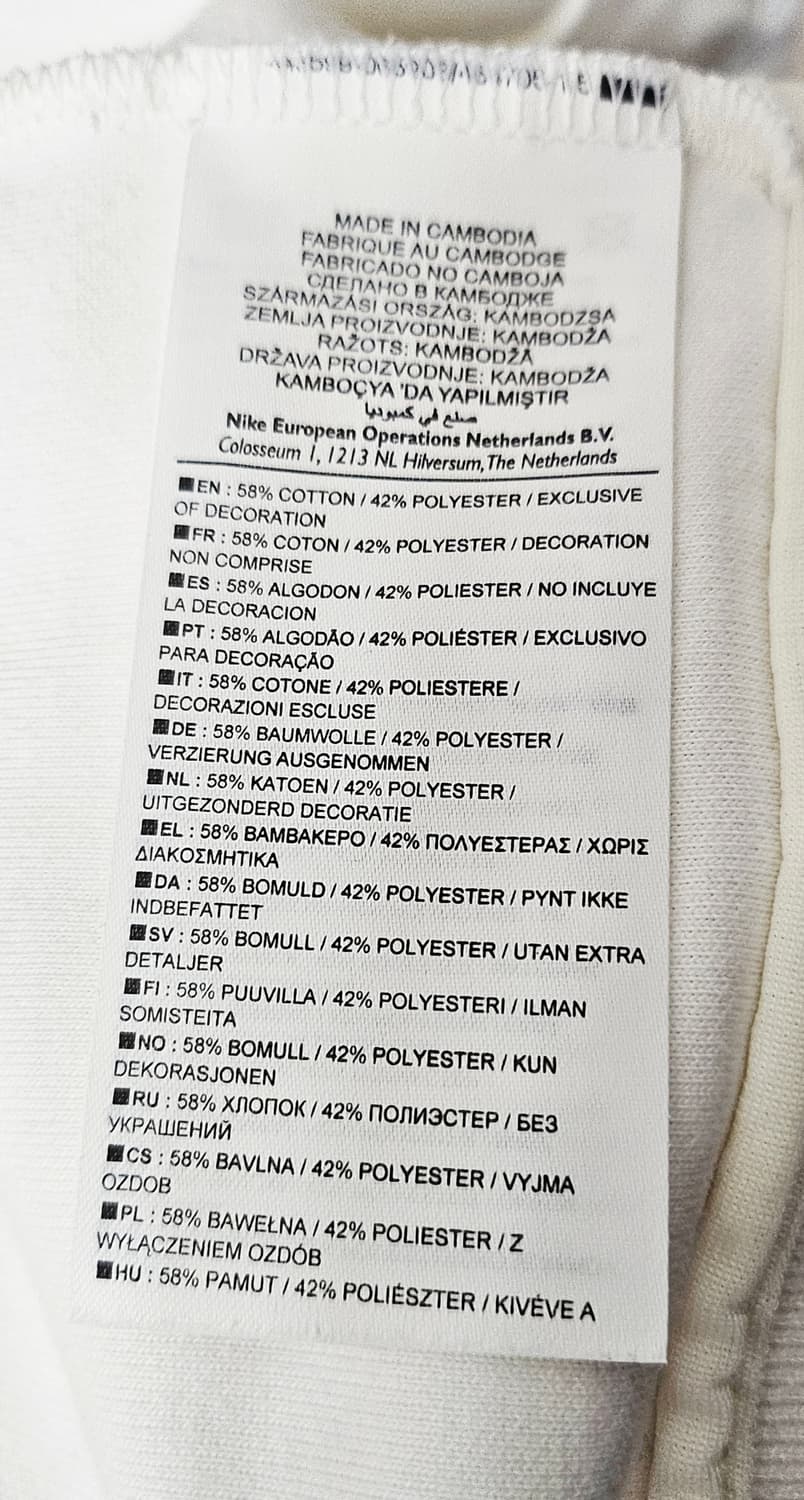 MADE IN CAMBODIA
FABRIQUE AU CAMBODGE
FABRICADO NO CAMBOJA
СДЕЛАНО В КАМБОДЖЕ
SZÁRMAZÁSI ORSZÁG: KAMBODZSA
ZEMLJA PROIZVODNJE: KAMBODŽA
RAŽOTS: KAMBODŽA
DRŽAVA PROIZVODNJE: KAMBODŽA
KAMBOÇYA 'DA YAPILMIŞTIR
صنع في كمبوديا
Nike European Operations Netherlands B.V.
Colosseum 1, 1213 NL Hilversum, The Netherlands
EN : 58% COTTON / 42% POLYESTER / EXCLUSIVE
OF DECORATION
FR : 58% COTON / 42% POLYESTER / DECORATION
NON COMPRISE
ES : 58% ALGODON / 42% POLIESTER / NO INCLUYE
LA DECORACION
PT : 58% ALGODÃO / 42% POLIÉSTER / EXCLUSIVO
PARA DECORAÇÃO
IT : 58% COTONE / 42% POLIESTERE /
DECORAZIONI ESCLUSE
DE : 58% BAUMWOLLE / 42% POLYESTER /
VERZIERUNG AUSGENOMMEN
NL : 58% KATOEN / 42% POLYESTER /
UITGEZONDERD DECORATIE
EL : 58% ΒΑΜΒΑΚΕΡΟ / 42% ΠΟΛΥΕΣΤΕΡΑΣ / ΧΩΡΙΣ
ΔΙΑΚΟΣΜΗΤΙΚΑ
DA : 58% BOMULD / 42% POLYESTER / PYNT IKKE
INDBEFATTET
SV : 58% BOMULL / 42% POLYESTER / UTAN EXTRA
DETALJER
FI : 58% PUUVILLA / 42% POLYESTERI / ILMAN
SOMISTEITA
NO : 58% BOMULL / 42% POLYESTER / KUN
DEKORASJONEN
RU : 58% ХЛОПОК / 42% ПОЛИЭСТЕР / БЕЗ
УКРАШЕНИЙ
CS : 58% BAVLNA / 42% POLYESTER / VYJMA
OZDOB
PL : 58% BAWEŁNA / 42% POLIESTER / Z
WYŁĄCZENIEM OZDÓB
HU : 58% PAMUT / 42% POLIÉSZTER / KIVÉVE A